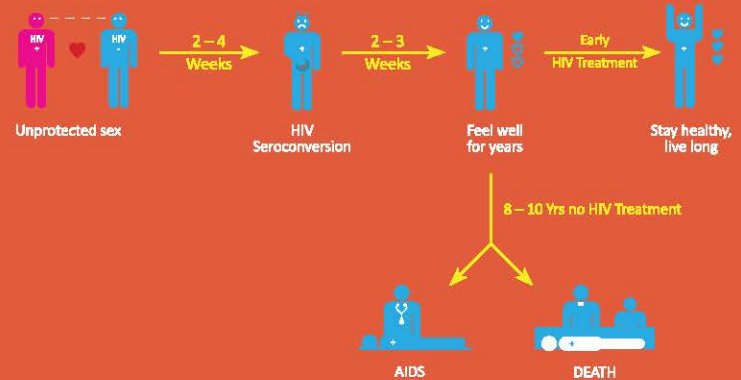 HIV
+
HIV
-
2 – 4
Weeks
2 – 3
Weeks
Early
HIV Treatment
Unprotected sex
HIV
Seroconversion
Feel well
for years
Stay healthy,
live long
8 – 10 Yrs no HIV Treatment
AIDS
DEATH